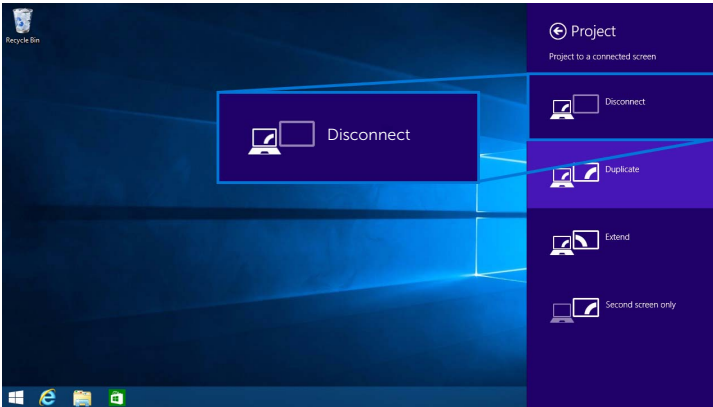 Recycle Bin
Project
Project to a connected screen
Disconnect
Disconnect
Duplicate
Extend
Second screen only